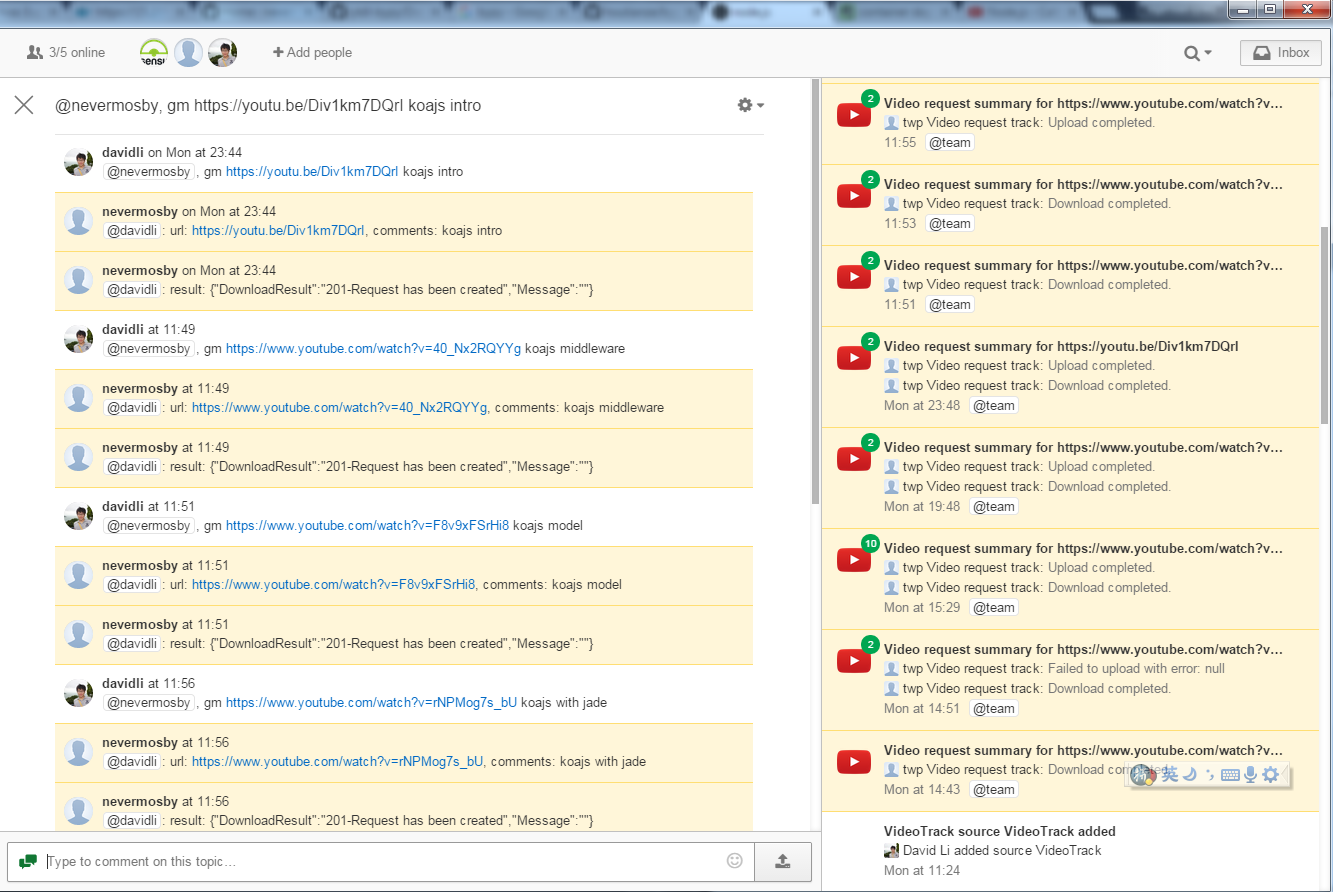 3/5 online
sensu
+ Add people
Inbox
@nevermosby, gm https://youtu.be/Div1km7DQrI koajs intro
davidli on Mon at 23:44
@nevermosby, gm https://youtu.be/Div1km7DQrI koajs intro
nevermosby on Mon at 23:44
@davidli: url: https://youtu.be/Div1km7DQrI, comments: koajs intro
nevermosby on Mon at 23:44
@davidli: result: {"DownloadResult":"201-Request has been created","Message":""}
davidli at 11:49
@nevermosby, gm https://www.youtube.com/watch?v=40_Nx2RQYYg koajs middleware
nevermosby at 11:49
@davidli: url: https://www.youtube.com/watch?v=40_Nx2RQYYg, comments: koajs middleware
nevermosby at 11:49
@davidli: result: {"DownloadResult":"201-Request has been created","Message":""}
davidli at 11:51
@nevermosby, gm https://www.youtube.com/watch?v=F8v9xFSrHi8 koajs model
nevermosby at 11:51
@davidli: url: https://www.youtube.com/watch?v=F8v9xFSrHi8, comments: koajs model
nevermosby at 11:51
@davidli: result: {"DownloadResult":"201-Request has been created","Message":""}
davidli at 11:56
@nevermosby, gm https://www.youtube.com/watch?v=rNPMog7s_bU koajs with jade
nevermosby at 11:56
@davidli: url: https://www.youtube.com/watch?v=rNPMog7s_bU, comments: koajs with jade
nevermosby at 11:56
@davidli: result: {"DownloadResult":"201-Request has been created","Message":""}
Type to comment on this topic…
2
Video request summary for https://www.youtube.com/watch?v…
twp Video request track: Upload completed.
11:55 @team
2
Video request summary for https://www.youtube.com/watch?v…
twp Video request track: Download completed.
11:53 @team
2
Video request summary for https://www.youtube.com/watch?v…
twp Video request track: Download completed.
11:51 @team
2
Video request summary for https://youtu.be/Div1km7DQrI
twp Video request track: Upload completed.
twp Video request track: Download completed.
Mon at 23:48 @team
2
Video request summary for https://www.youtube.com/watch?v…
twp Video request track: Upload completed.
twp Video request track: Download completed.
Mon at 19:48 @team
10
Video request summary for https://www.youtube.com/watch?v…
twp Video request track: Upload completed.
twp Video request track: Download completed.
Mon at 15:29 @team
2
Video request summary for https://www.youtube.com/watch?v…
twp Video request track: Failed to upload with error: null
twp Video request track: Download completed.
Mon at 14:51 @team
Video request summary for https://www.youtube.com/watch?v…
twp Video request track: Download completed.
英
Mon at 14:43 @team
VideoTrack source VideoTrack added
David Li added source VideoTrack
Mon at 11:24